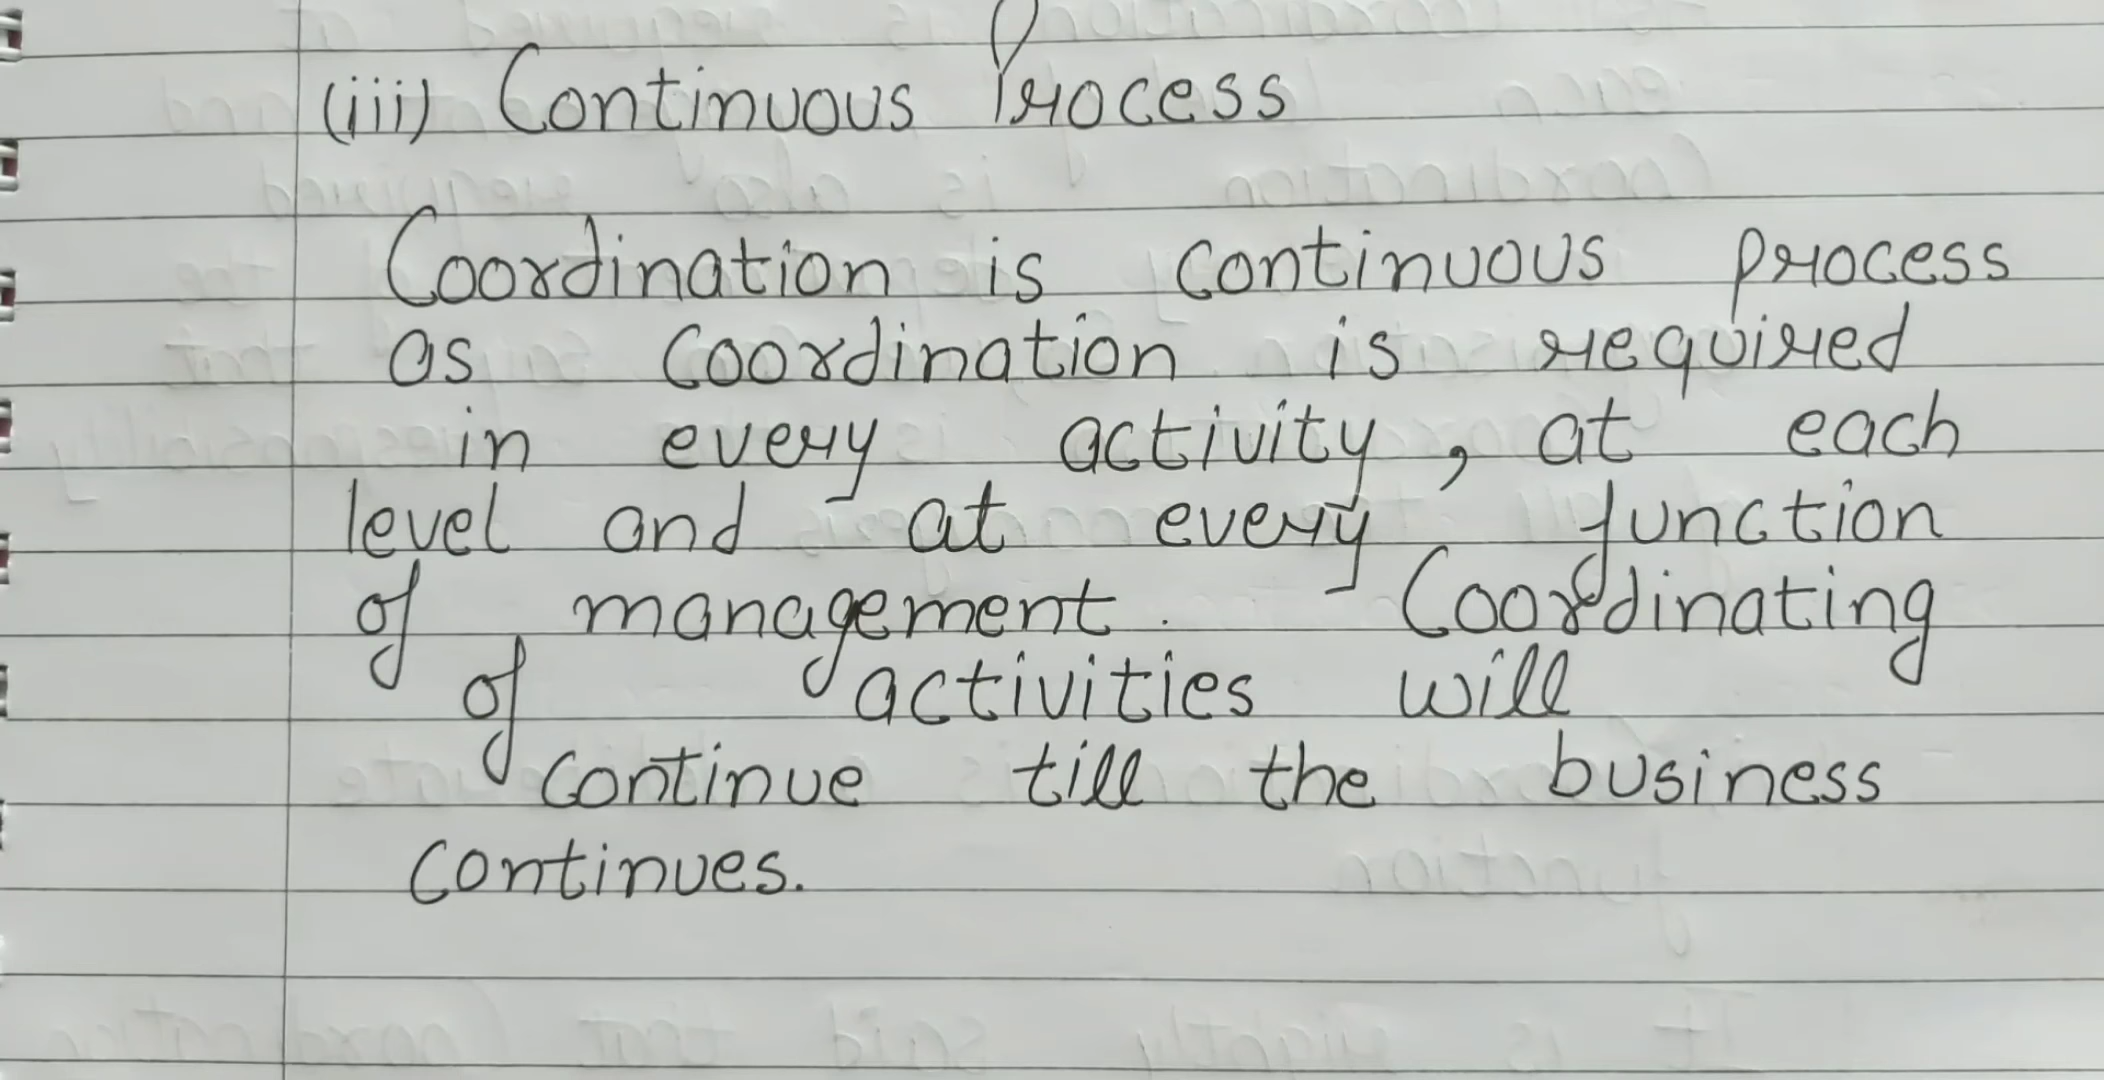 (iii) Continuous Process
Coordination is continuous process
as coordination is required
in every activity, at each
level and at every function
of management. Coordinating
of activities will
continue till the business
continues.